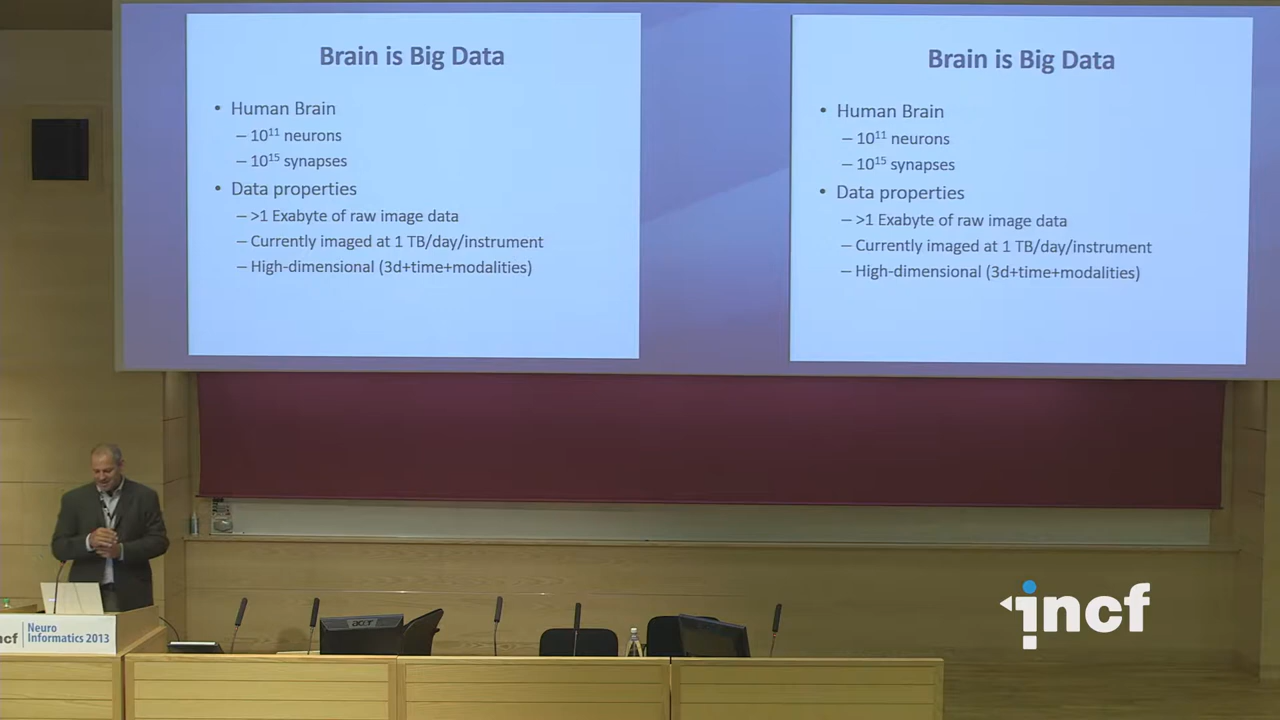 Brain is Big Data
• Human Brain
– 10¹¹ neurons
– 10¹⁵ synapses
• Data properties
– >1 Exabyte of raw image data
– Currently imaged at 1 TB/day/instrument
– High-dimensional (3d+time+modalities)
Brain is Big Data
• Human Brain
– 10¹¹ neurons
– 10¹⁵ synapses
• Data properties
– >1 Exabyte of raw image data
– Currently imaged at 1 TB/day/instrument
– High-dimensional (3d+time+modalities)
incf
ncf
Neuro
Informatics 2013
acer